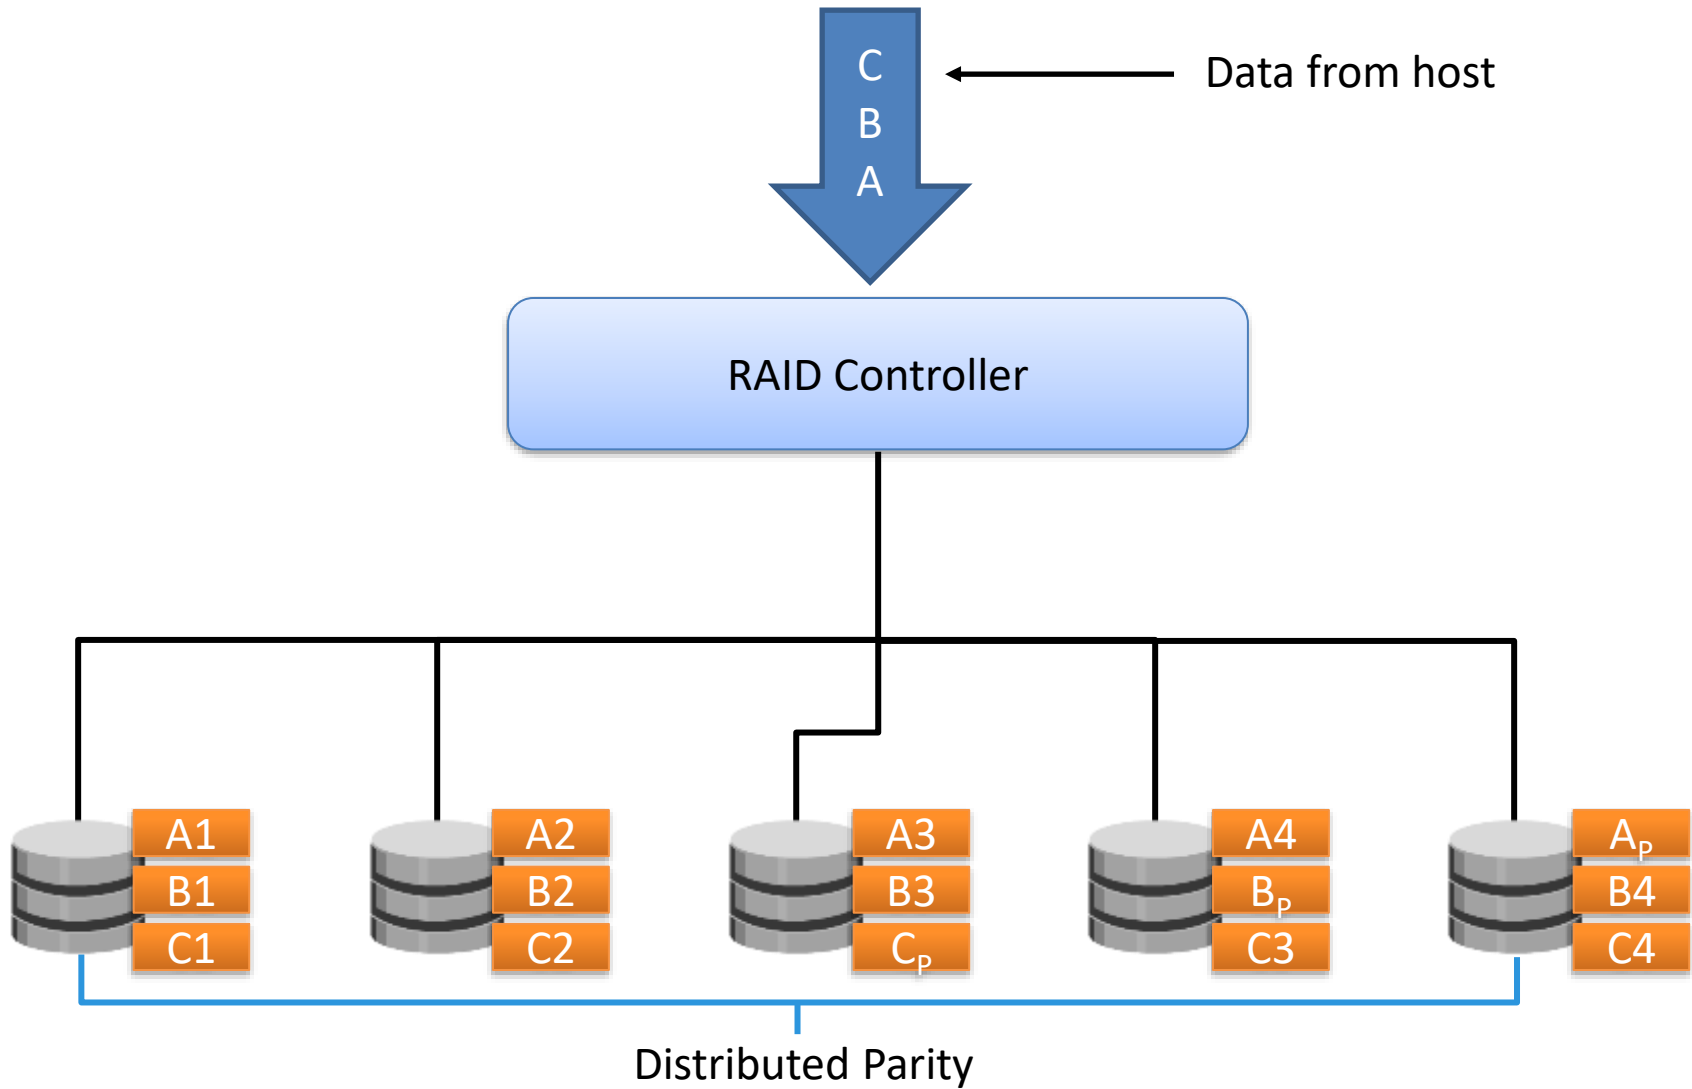 C
B
A
Data from host
RAID Controller
A1 A2 A3 A4 Aₚ
B1 B2 B3 Bₚ B4
C1 C2 Cₚ C3 C4
Distributed Parity